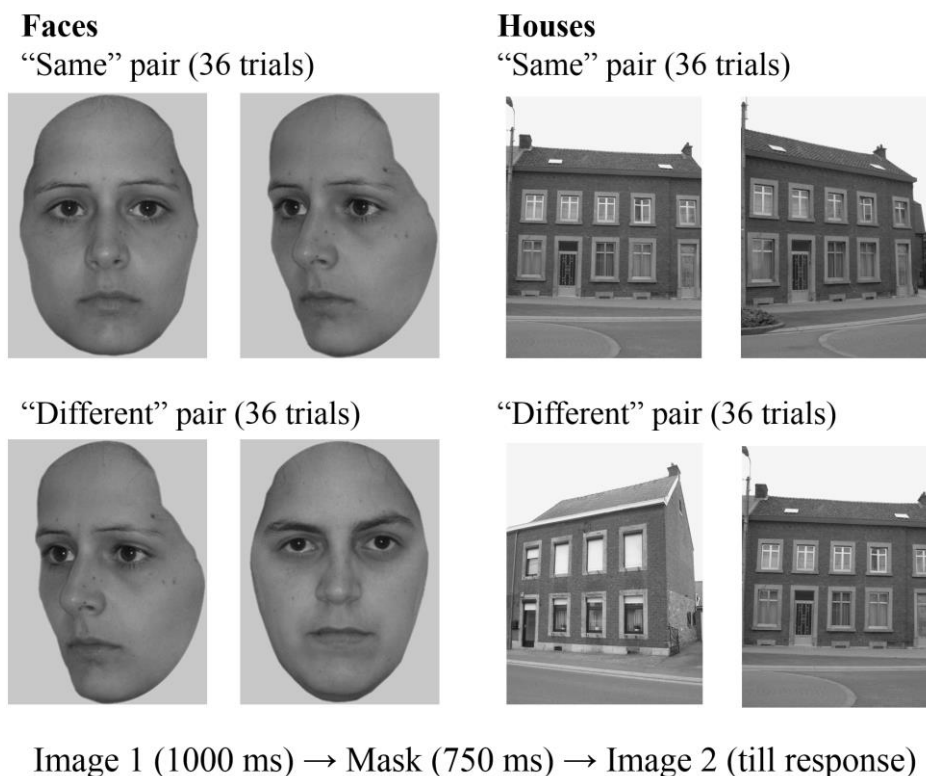 Faces
“Same” pair (36 trials)
Houses
“Same” pair (36 trials)
“Different” pair (36 trials)
“Different” pair (36 trials)
Image 1 (1000 ms) → Mask (750 ms) → Image 2 (till response)